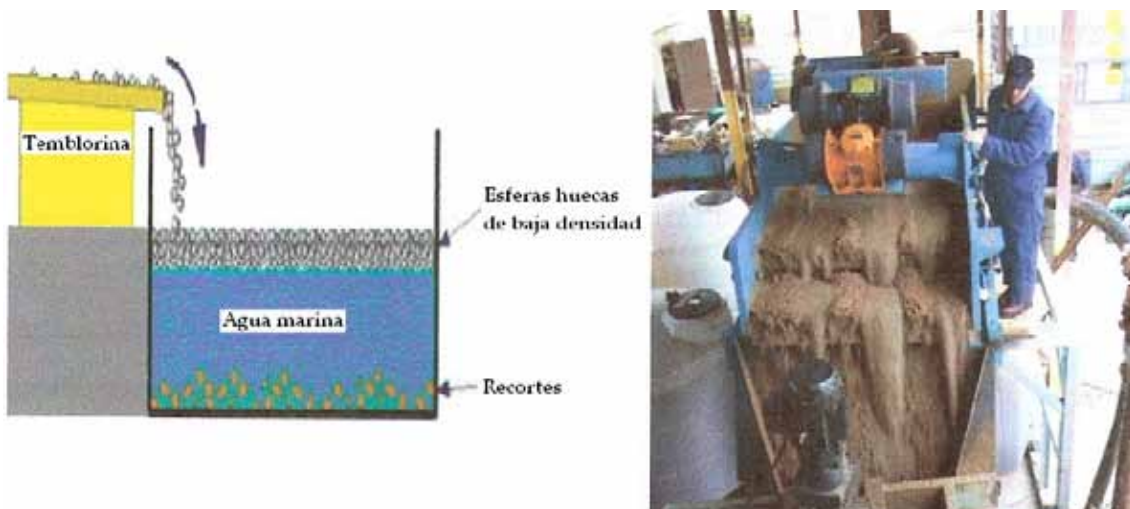 Temblorina
Esferas huecas
de baja densidad
Agua marina
Recortes